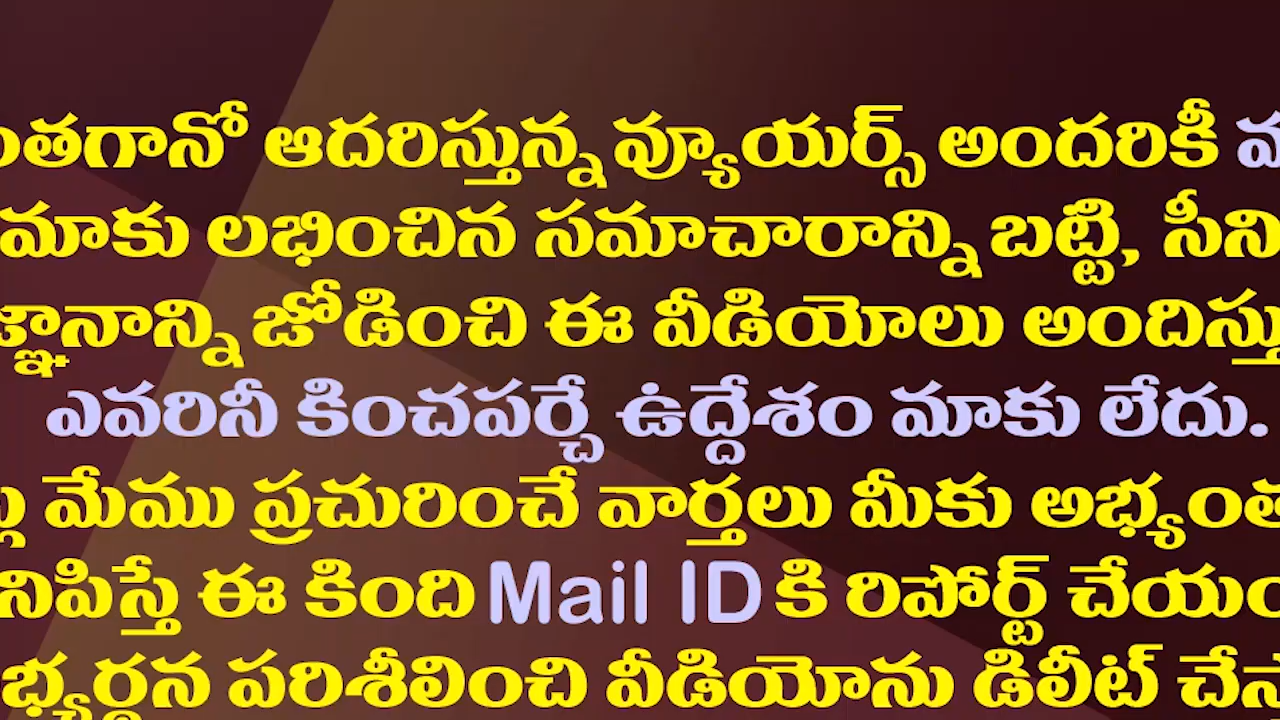 ఆదరిస్తున్న వ్యూయర్స్ అందరికీ
మాకు లభించిన సమాచారాన్ని బట్టి,
జోడించి ఈ వీడియోలు
ఎవరినీ కించపర్చే ఉద్దేశం మాకు లేదు.
మేము ప్రచురించే వార్తలు మీకు
ఈ కింది Mail ID కి రిపోర్ట్
పరిశీలించి వీడియోను డిలీట్